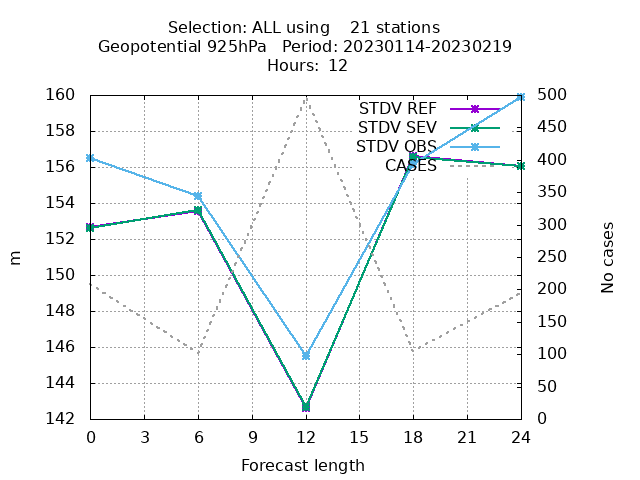 Selection: ALL using    21 stations
Geopotential 925hPa   Period: 20230114-20230219
Hours:  12
160
158
156
154
152
150
148
146
144
142
500
450
400
350
300
250
200
150
100
50
0
STDV REF
STDV SEV
STDV OBS
CASES
m
No cases
0 3 6 9 12 15 18 21 24
Forecast length